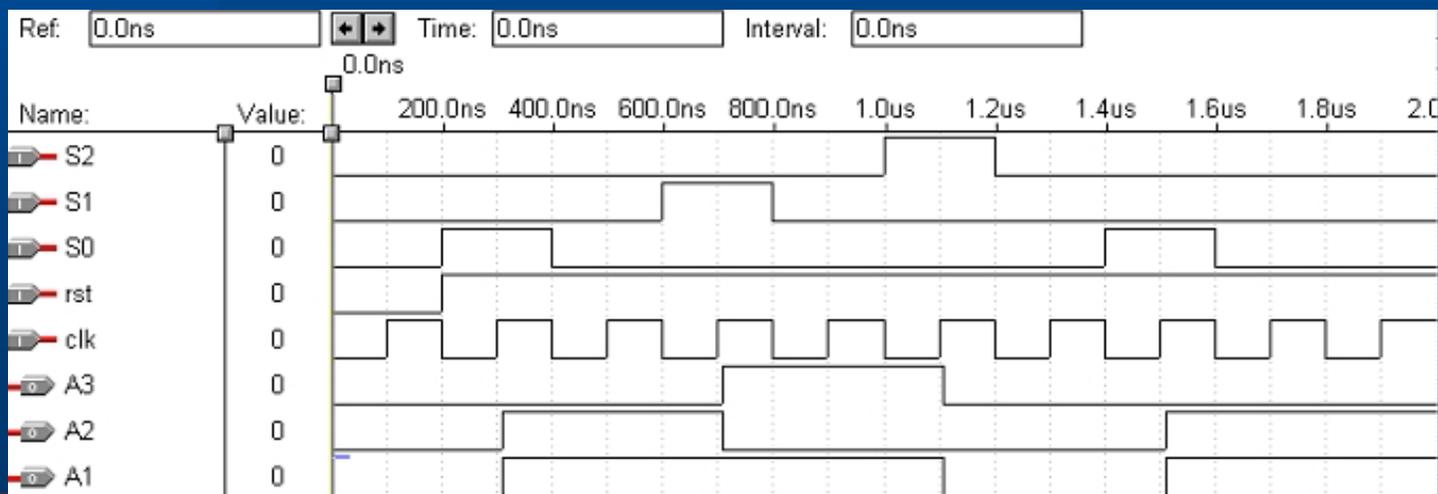 Ref: 0.0ns Time: 0.0ns Interval: 0.0ns
0.0ns
Name: Value: 200.0ns 400.0ns 600.0ns 800.0ns 1.0us 1.2us 1.4us 1.6us 1.8us 2.0
I S2 0
I S1 0
I S0 0
I rst 0
I clk 0
O A3 0
O A2 0
O A1 0